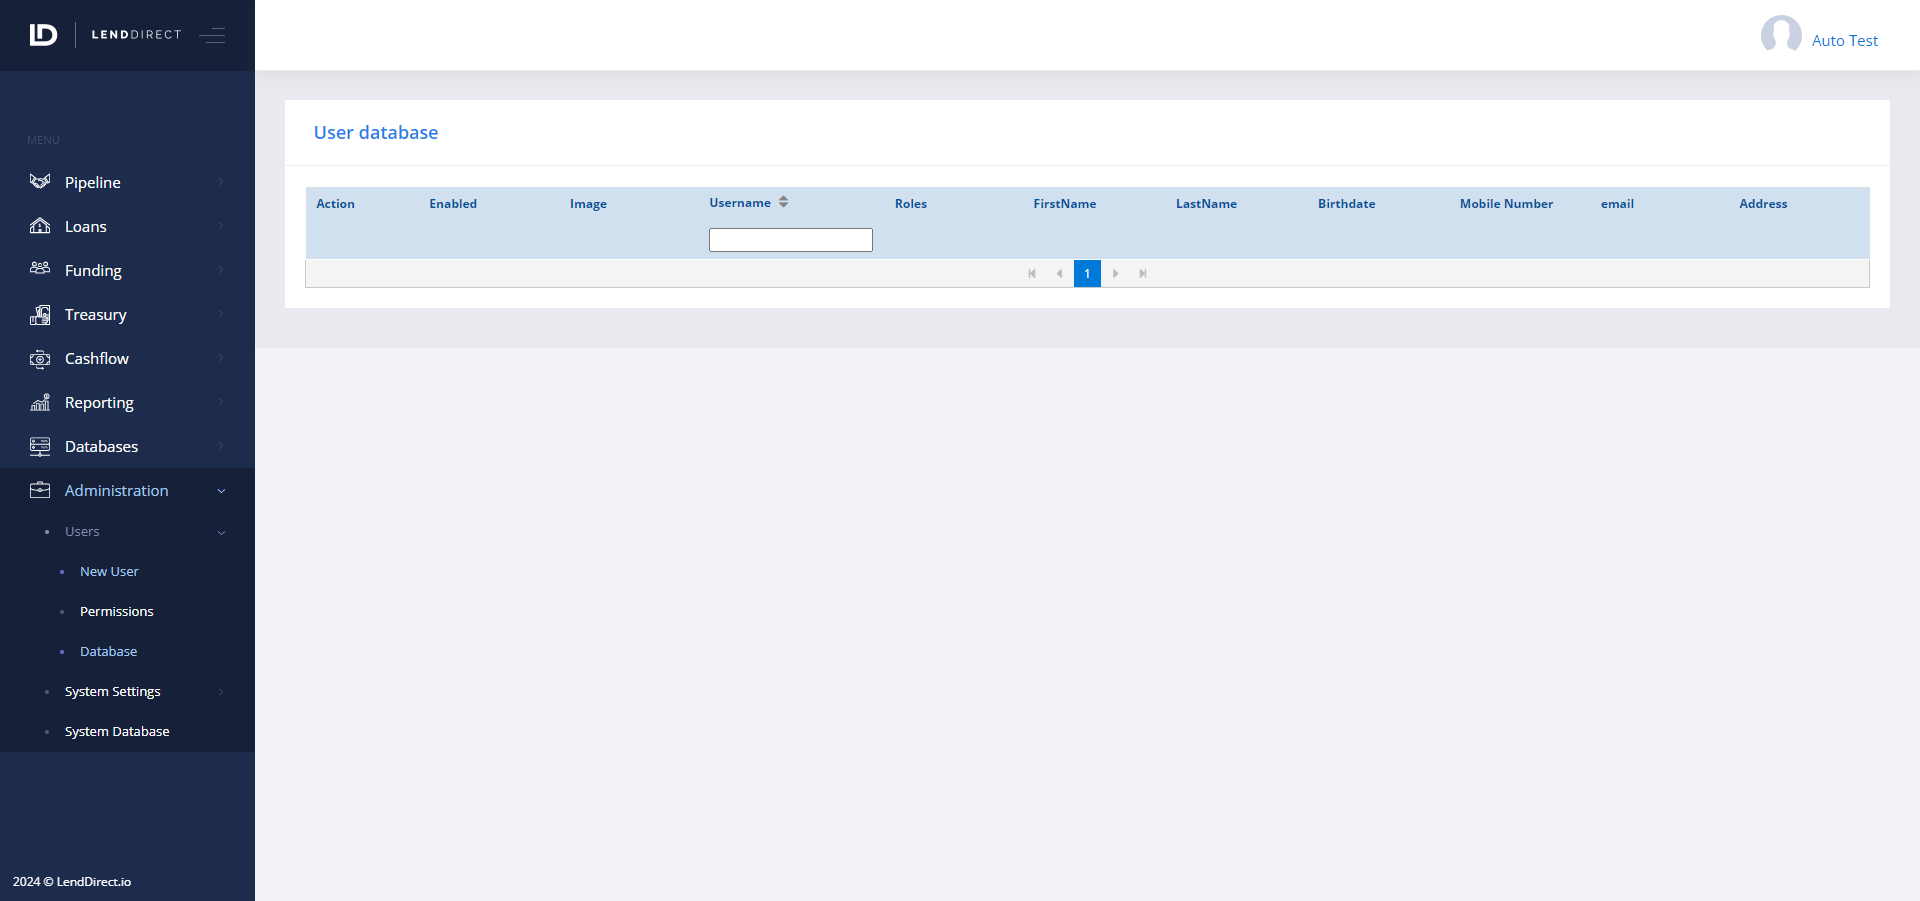 LD LENDDIRECT
Auto Test
MENU
Pipeline
Loans
Funding
Treasury
Cashflow
Reporting
Databases
Administration
Users
New User
Permissions
Database
System Settings
System Database
2024 © LendDirect.io
User database
Action Enabled Image Username Roles FirstName LastName Birthdate Mobile Number email Address
1